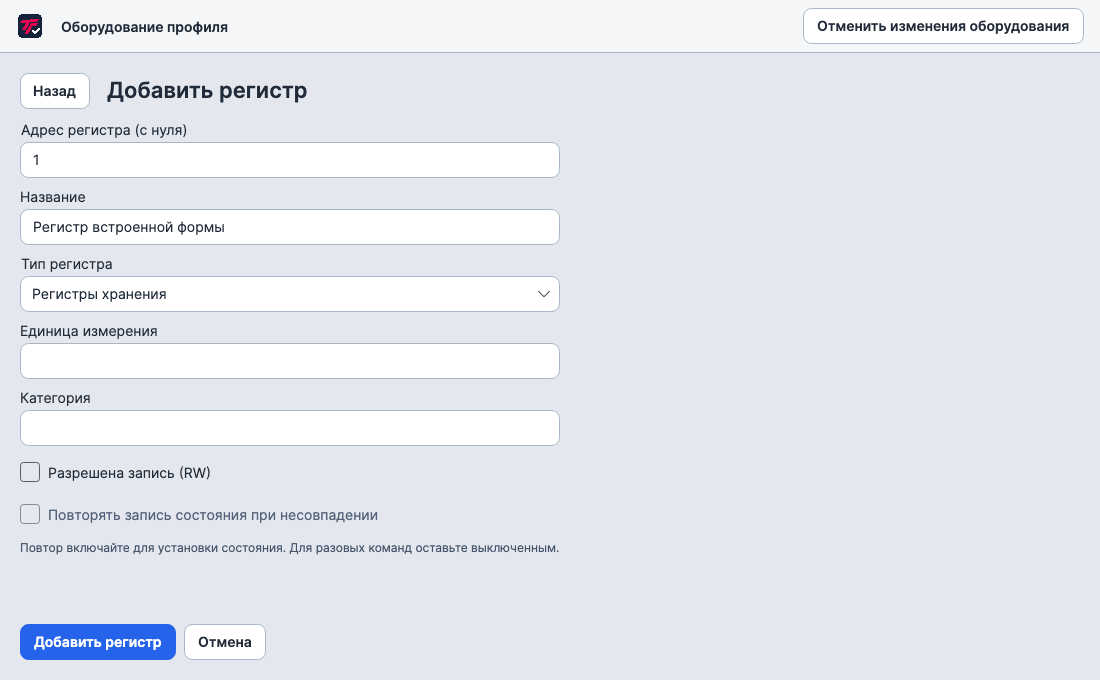 Оборудование профиля
Отменить изменения оборудования
Назад
Добавить регистр
Адрес регистра (с нуля)
1
Название
Регистр встроенной формы
Тип регистра
Регистры хранения
Единица измерения
Категория
Разрешена запись (RW)
Повторять запись состояния при несовпадении
Повтор включайте для установки состояния. Для разовых команд оставьте выключенным.
Добавить регистр
Отмена